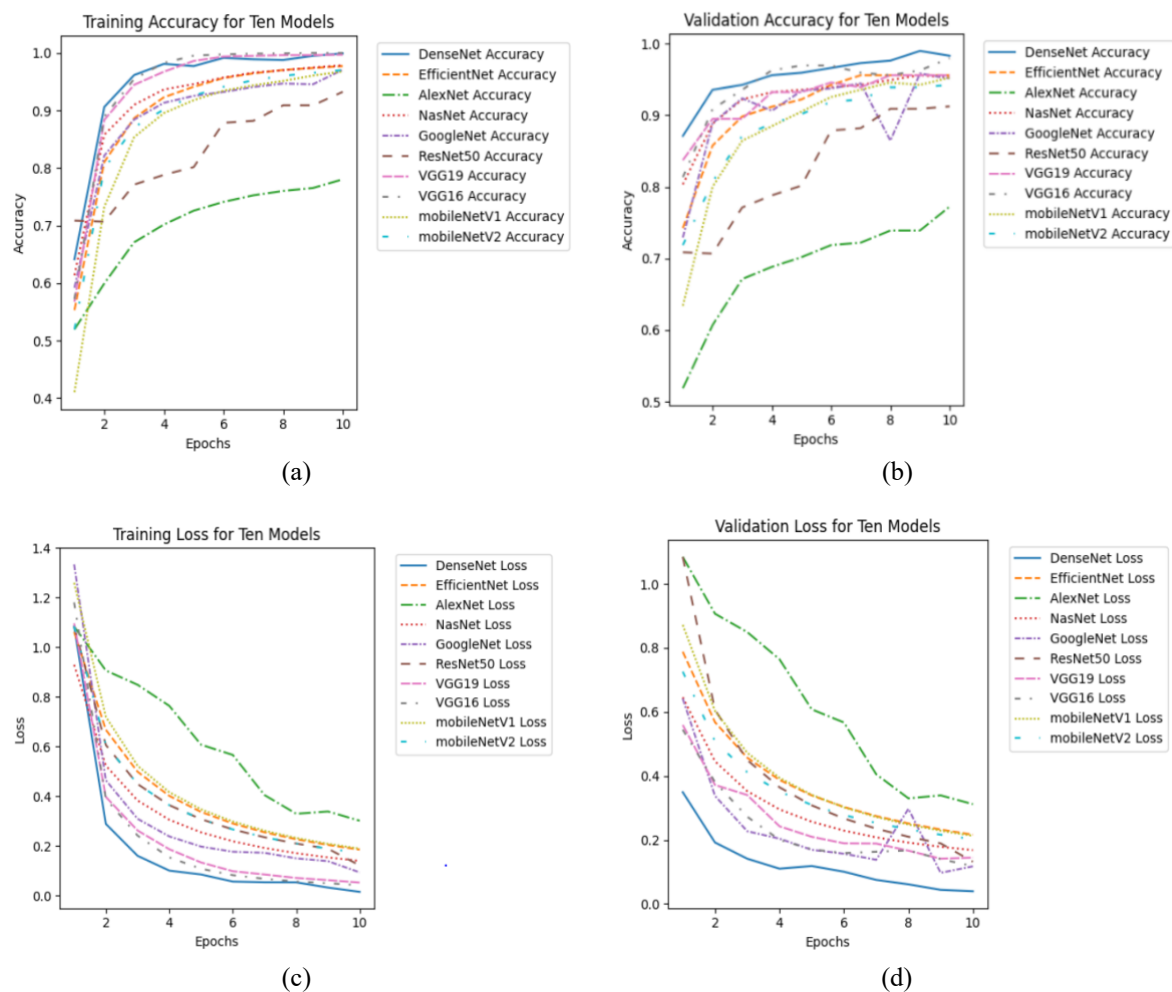 Training Accuracy for Ten Models
1.0
0.9
0.8
0.7
0.6
0.5
0.4
Accuracy
2
4
6
8
10
Epochs
DenseNet Accuracy
EfficientNet Accuracy
AlexNet Accuracy
NasNet Accuracy
GoogleNet Accuracy
ResNet50 Accuracy
VGG19 Accuracy
VGG16 Accuracy
mobileNetV1 Accuracy
mobileNetV2 Accuracy
(a)
Validation Accuracy for Ten Models
1.0
0.9
0.8
0.7
0.6
0.5
Accuracy
2
4
6
8
10
Epochs
DenseNet Accuracy
EfficientNet Accuracy
AlexNet Accuracy
NasNet Accuracy
GoogleNet Accuracy
ResNet50 Accuracy
VGG19 Accuracy
VGG16 Accuracy
mobileNetV1 Accuracy
mobileNetV2 Accuracy
(b)
Training Loss for Ten Models
1.4
1.2
1.0
0.8
0.6
0.4
0.2
0.0
Loss
2
4
6
8
10
Epochs
DenseNet Loss
EfficientNet Loss
AlexNet Loss
NasNet Loss
GoogleNet Loss
ResNet50 Loss
VGG19 Loss
VGG16 Loss
mobileNetV1 Loss
mobileNetV2 Loss
(c)
Validation Loss for Ten Models
1.0
0.8
0.6
0.4
0.2
0.0
Loss
2
4
6
8
10
Epochs
DenseNet Loss
EfficientNet Loss
AlexNet Loss
NasNet Loss
GoogleNet Loss
ResNet50 Loss
VGG19 Loss
VGG16 Loss
mobileNetV1 Loss
mobileNetV2 Loss
(d)